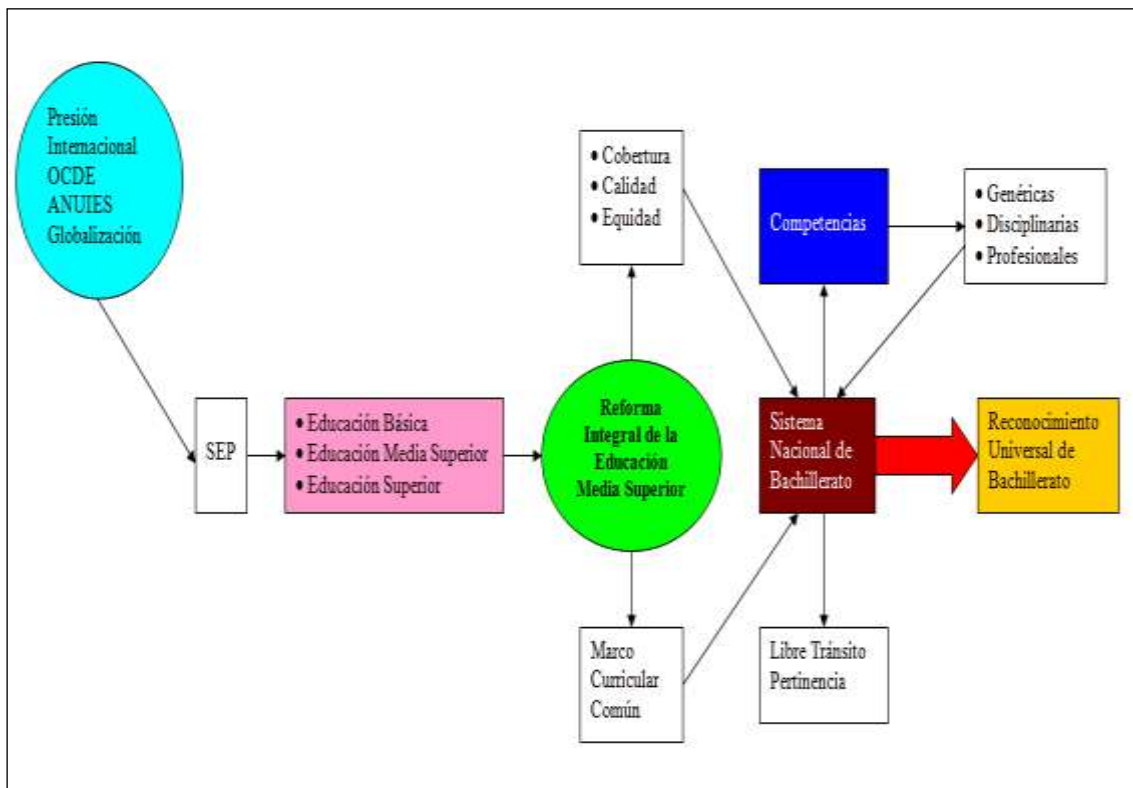 Presión
Internacional
OCDE
ANUIES
Globalización
SEP
• Educación Básica
• Educación Media Superior
• Educación Superior
Reforma
Integral de la
Educación
Media Superior
• Cobertura
• Calidad
• Equidad
Marco
Curricular
Común
Competencias
• Genéricas
• Disciplinarias
• Profesionales
Sistema
Nacional de
Bachillerato
Reconocimiento
Universal de
Bachillerato
Libre Tránsito
Pertinencia